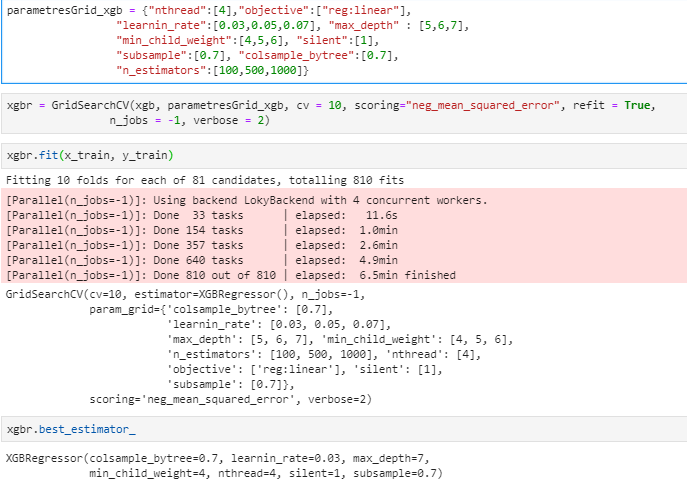 parametresGrid_xgb = {"nthread":[4],"objective":["reg:linear"],
"learnin_rate":[0.03,0.05,0.07], "max_depth" : [5,6,7],
"min_child_weight":[4,5,6], "silent":[1],
"subsample":[0.7], "colsample_bytree":[0.7],
"n_estimators":[100,500,1000]}
xgbr = GridSearchCV(xgb, parametresGrid_xgb, cv = 10, scoring="neg_mean_squared_error", refit = True,
n_jobs = -1, verbose = 2)
xgbr.fit(x_train, y_train)
Fitting 10 folds for each of 81 candidates, totalling 810 fits
[Parallel(n_jobs=-1)]: Using backend LokyBackend with 4 concurrent workers.
[Parallel(n_jobs=-1)]: Done  33 tasks      | elapsed:   11.6s
[Parallel(n_jobs=-1)]: Done 154 tasks      | elapsed:  1.0min
[Parallel(n_jobs=-1)]: Done 357 tasks      | elapsed:  2.6min
[Parallel(n_jobs=-1)]: Done 640 tasks      | elapsed:  4.9min
[Parallel(n_jobs=-1)]: Done 810 out of 810 | elapsed:  6.5min finished
GridSearchCV(cv=10, estimator=XGBRegressor(), n_jobs=-1,
param_grid={'colsample_bytree': [0.7],
'learnin_rate': [0.03, 0.05, 0.07],
'max_depth': [5, 6, 7], 'min_child_weight': [4, 5, 6],
'n_estimators': [100, 500, 1000], 'nthread': [4],
'objective': ['reg:linear'], 'silent': [1],
'subsample': [0.7]},
scoring='neg_mean_squared_error', verbose=2)
xgbr.best_estimator_
XGBRegressor(colsample_bytree=0.7, learnin_rate=0.03, max_depth=7,
min_child_weight=4, nthread=4, silent=1, subsample=0.7)